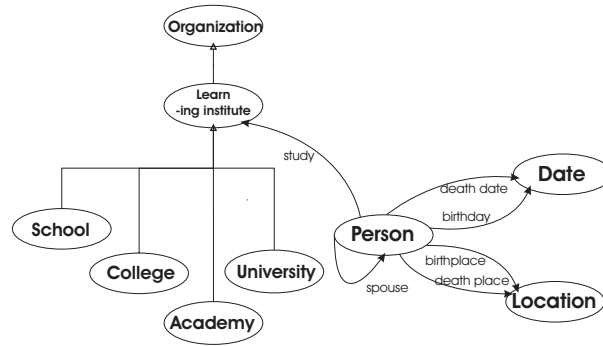 Organization
Learn
-ing institute
study
death date
Date
birthday
School
Person
College
University
birthplace
death place
spouse
Location
Academy